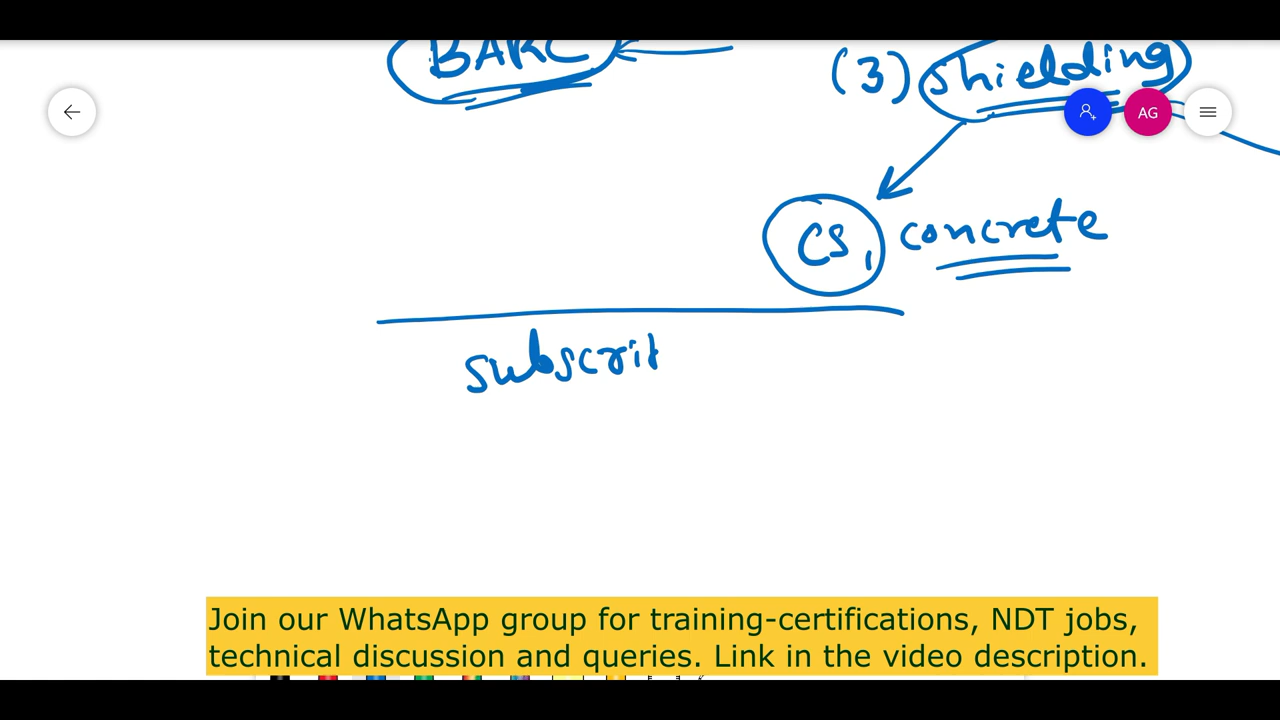 BARC
(3) shielding
AG
CS, concrete
subscrit
Join our WhatsApp group for training-certifications, NDT jobs,
technical discussion and queries. Link in the video description.